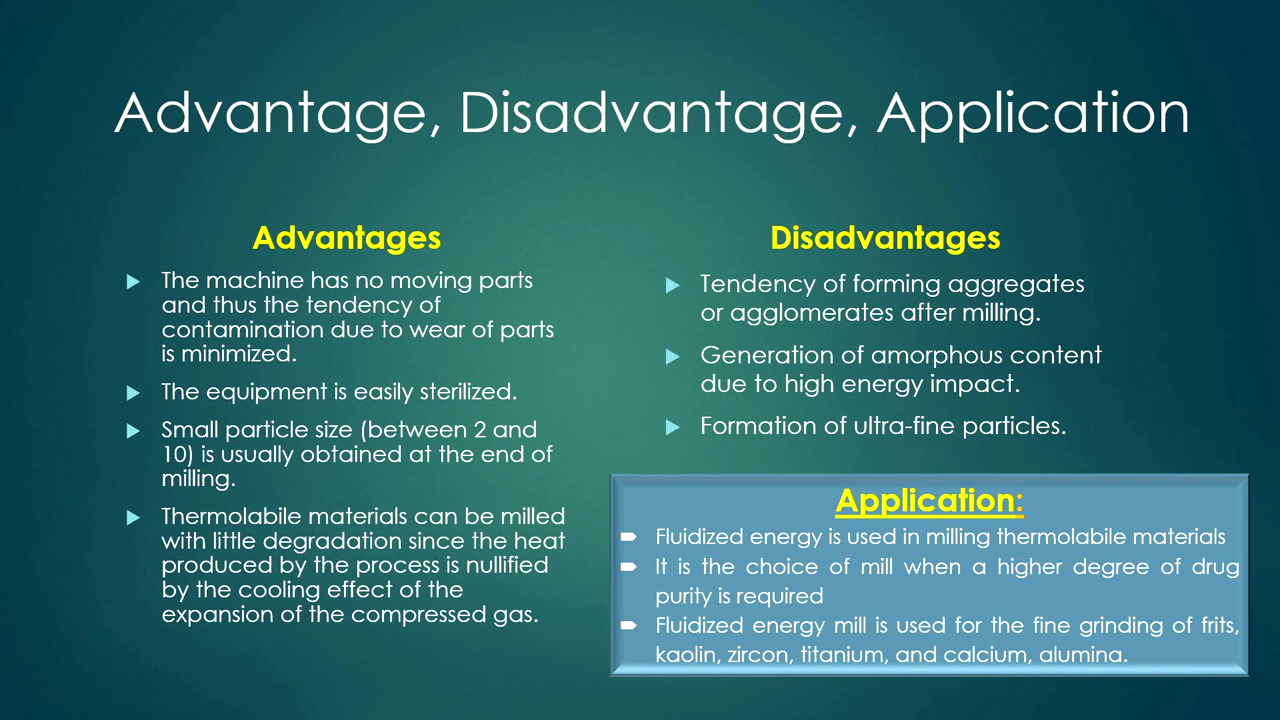 Advantage, Disadvantage, Application
Advantages
The machine has no moving parts
and thus the tendency of
contamination due to wear of parts
is minimized.
The equipment is easily sterilized.
Small particle size (between 2 and
10) is usually obtained at the end of
milling.
Thermolabile materials can be milled
with little degradation since the heat
produced by the process is nullified
by the cooling effect of the
expansion of the compressed gas.
Disadvantages
Tendency of forming aggregates
or agglomerates after milling.
Generation of amorphous content
due to high energy impact.
Formation of ultra-fine particles.
Application:
Fluidized energy is used in milling thermolabile materials
It is the choice of mill when a higher degree of drug
purity is required
Fluidized energy mill is used for the fine grinding of frits,
kaolin, zircon, titanium, and calcium, alumina.